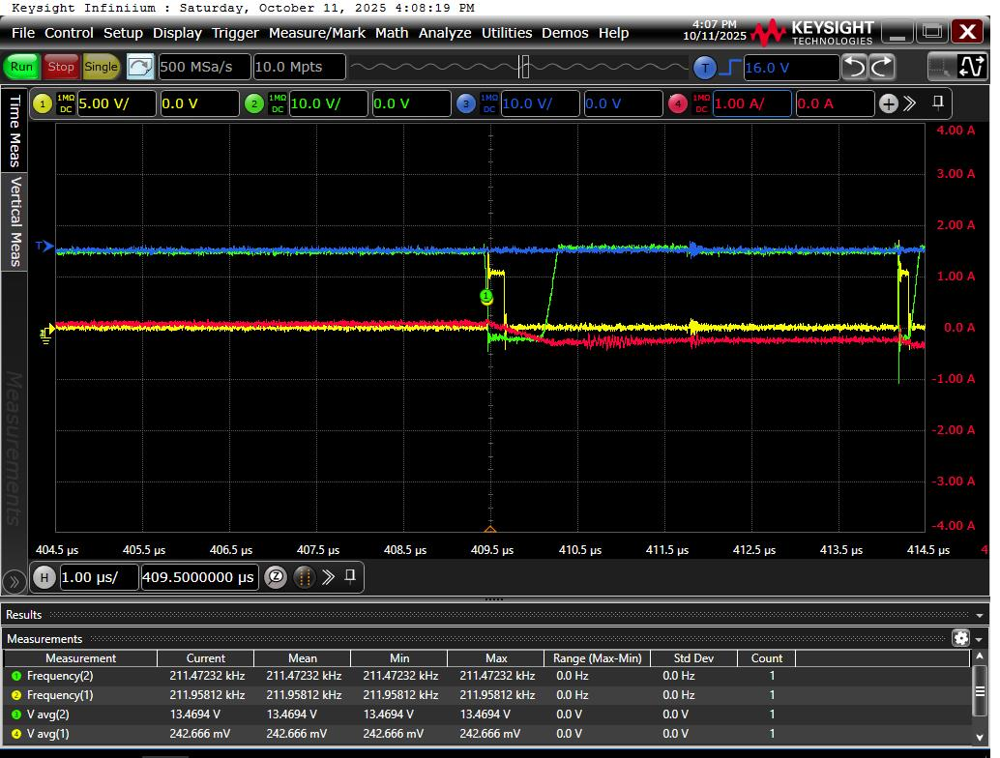 Keysight Infiniium : Saturday, October 11, 2025 4:08:19 PM
File Control Setup Display Trigger Measure/Mark Math Analyze Utilities Demos Help
4:07 PM
10/11/2025
KEYSIGHT
TECHNOLOGIES
Run Stop Single 500 MSa/s 10.0 Mpts T 16.0 V
1 1MΩ DC 5.00 V/ 0.0 V 2 1MΩ DC 10.0 V/ 0.0 V 3 1MΩ DC 10.0 V/ 0.0 V 4 1MΩ DC 1.00 A/ 0.0 A
Time Meas
Vertical Meas
Measurements
4.00 A
3.00 A
2.00 A
T
1.00 A
1
0.0 A
-1.00 A
-2.00 A
-3.00 A
-4.00 A
404.5 µs 405.5 µs 406.5 µs 407.5 µs 408.5 µs 409.5 µs 410.5 µs 411.5 µs 412.5 µs 413.5 µs 414.5 µs 4
H 1.00 µs/ 409.5000000 µs Z
Results
Measurements
Measurement Current Mean Min Max Range (Max-Min) Std Dev Count
1 Frequency(2) 211.47232 kHz 211.47232 kHz 211.47232 kHz 211.47232 kHz 0.0 Hz 0.0 Hz 1
2 Frequency(1) 211.95812 kHz 211.95812 kHz 211.95812 kHz 211.95812 kHz 0.0 Hz 0.0 Hz 1
3 V avg(2) 13.4694 V 13.4694 V 13.4694 V 13.4694 V 0.0 V 0.0 V 1
4 V avg(1) 242.666 mV 242.666 mV 242.666 mV 242.666 mV 0.0 V 0.0 V 1